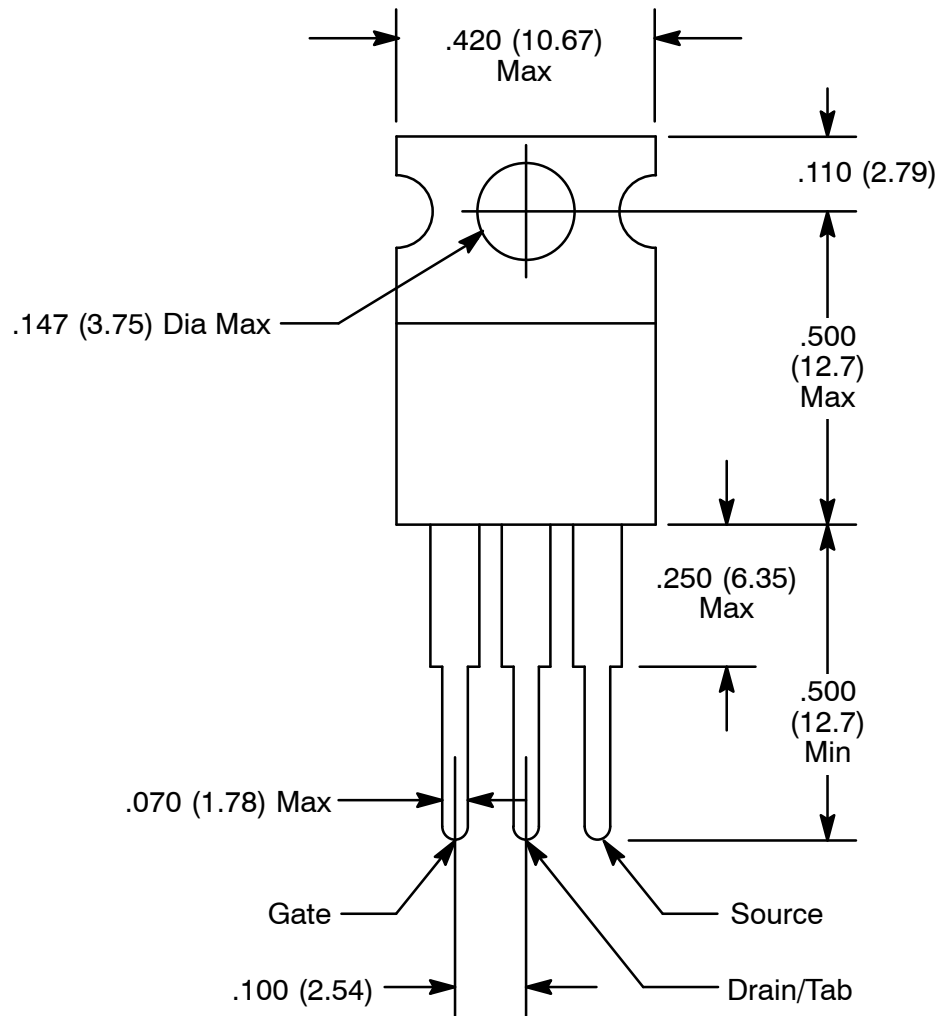 .420 (10.67)
Max
.110 (2.79)
.147 (3.75) Dia Max
.500
(12.7)
Max
.250 (6.35)
Max
.500
(12.7)
Min
.070 (1.78) Max
Gate
Source
.100 (2.54)
Drain/Tab